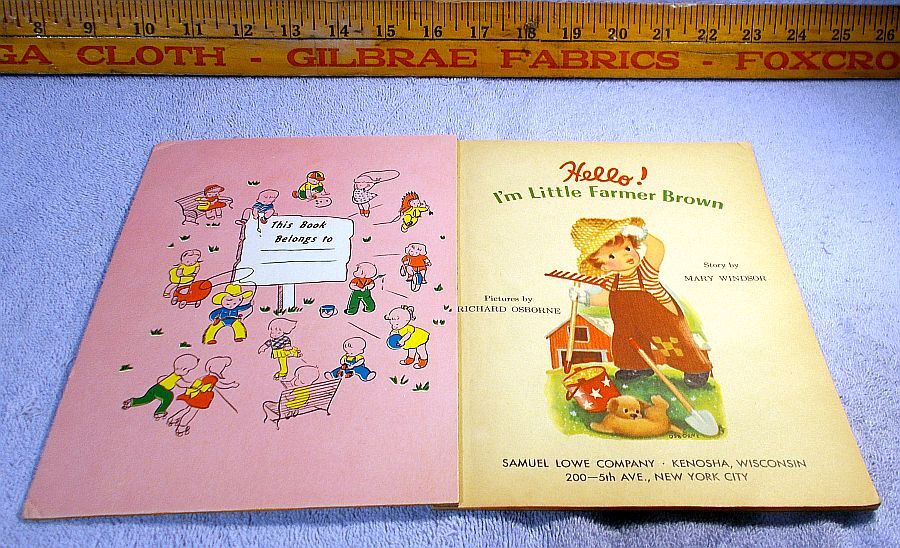 8 9 10 11 12 13 14 15 16 17 18 19 20 21 22 23 24 25 26
GA CLOTH - GILBRAE FABRICS - FOXCRO
This Book
Belongs to
Hello!
I'm Little Farmer Brown
Story by
MARY WINDSOR
Pictures by
RICHARD OSBORNE
OSBORNE
SAMUEL LOWE COMPANY · KENOSHA, WISCONSIN
200—5th AVE., NEW YORK CITY